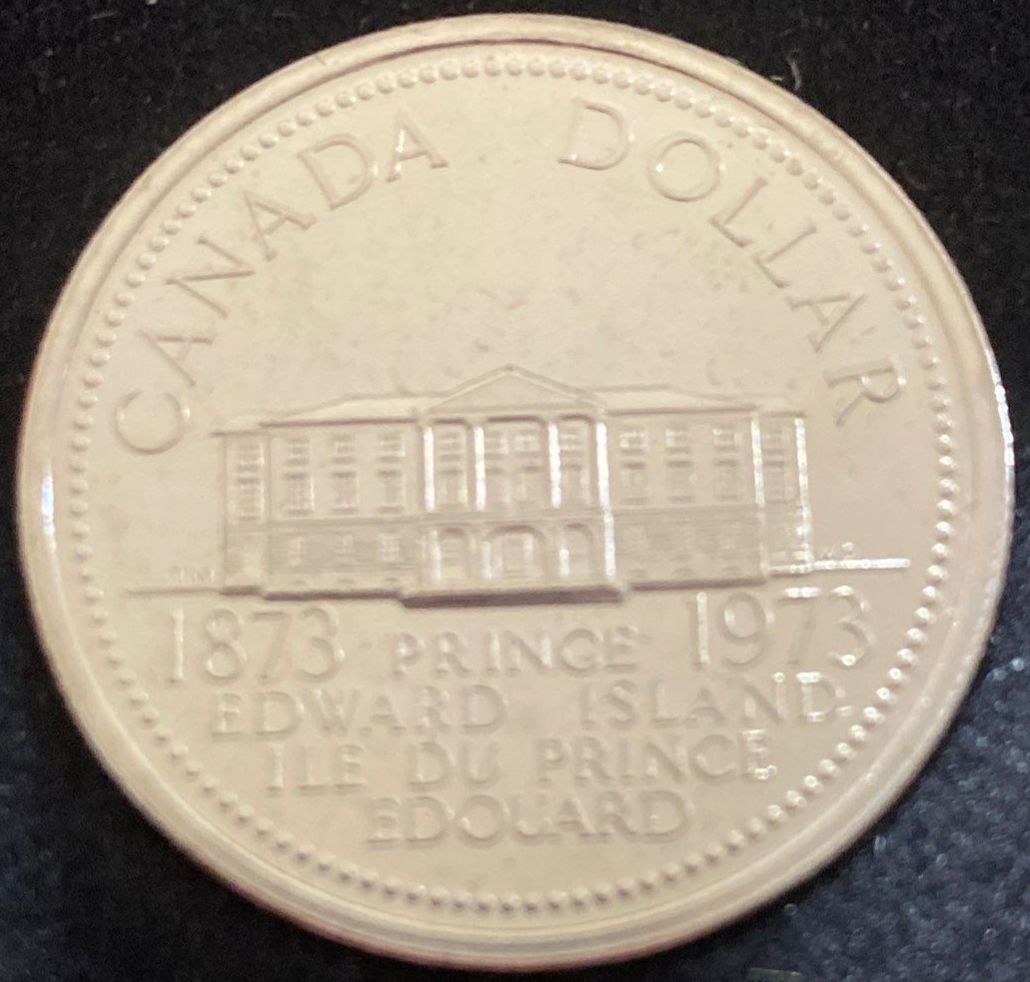 CANADA DOLLAR
1873 PRINCE 1973
EDWARD ISLAND
ILE DU PRINCE
EDOUARD